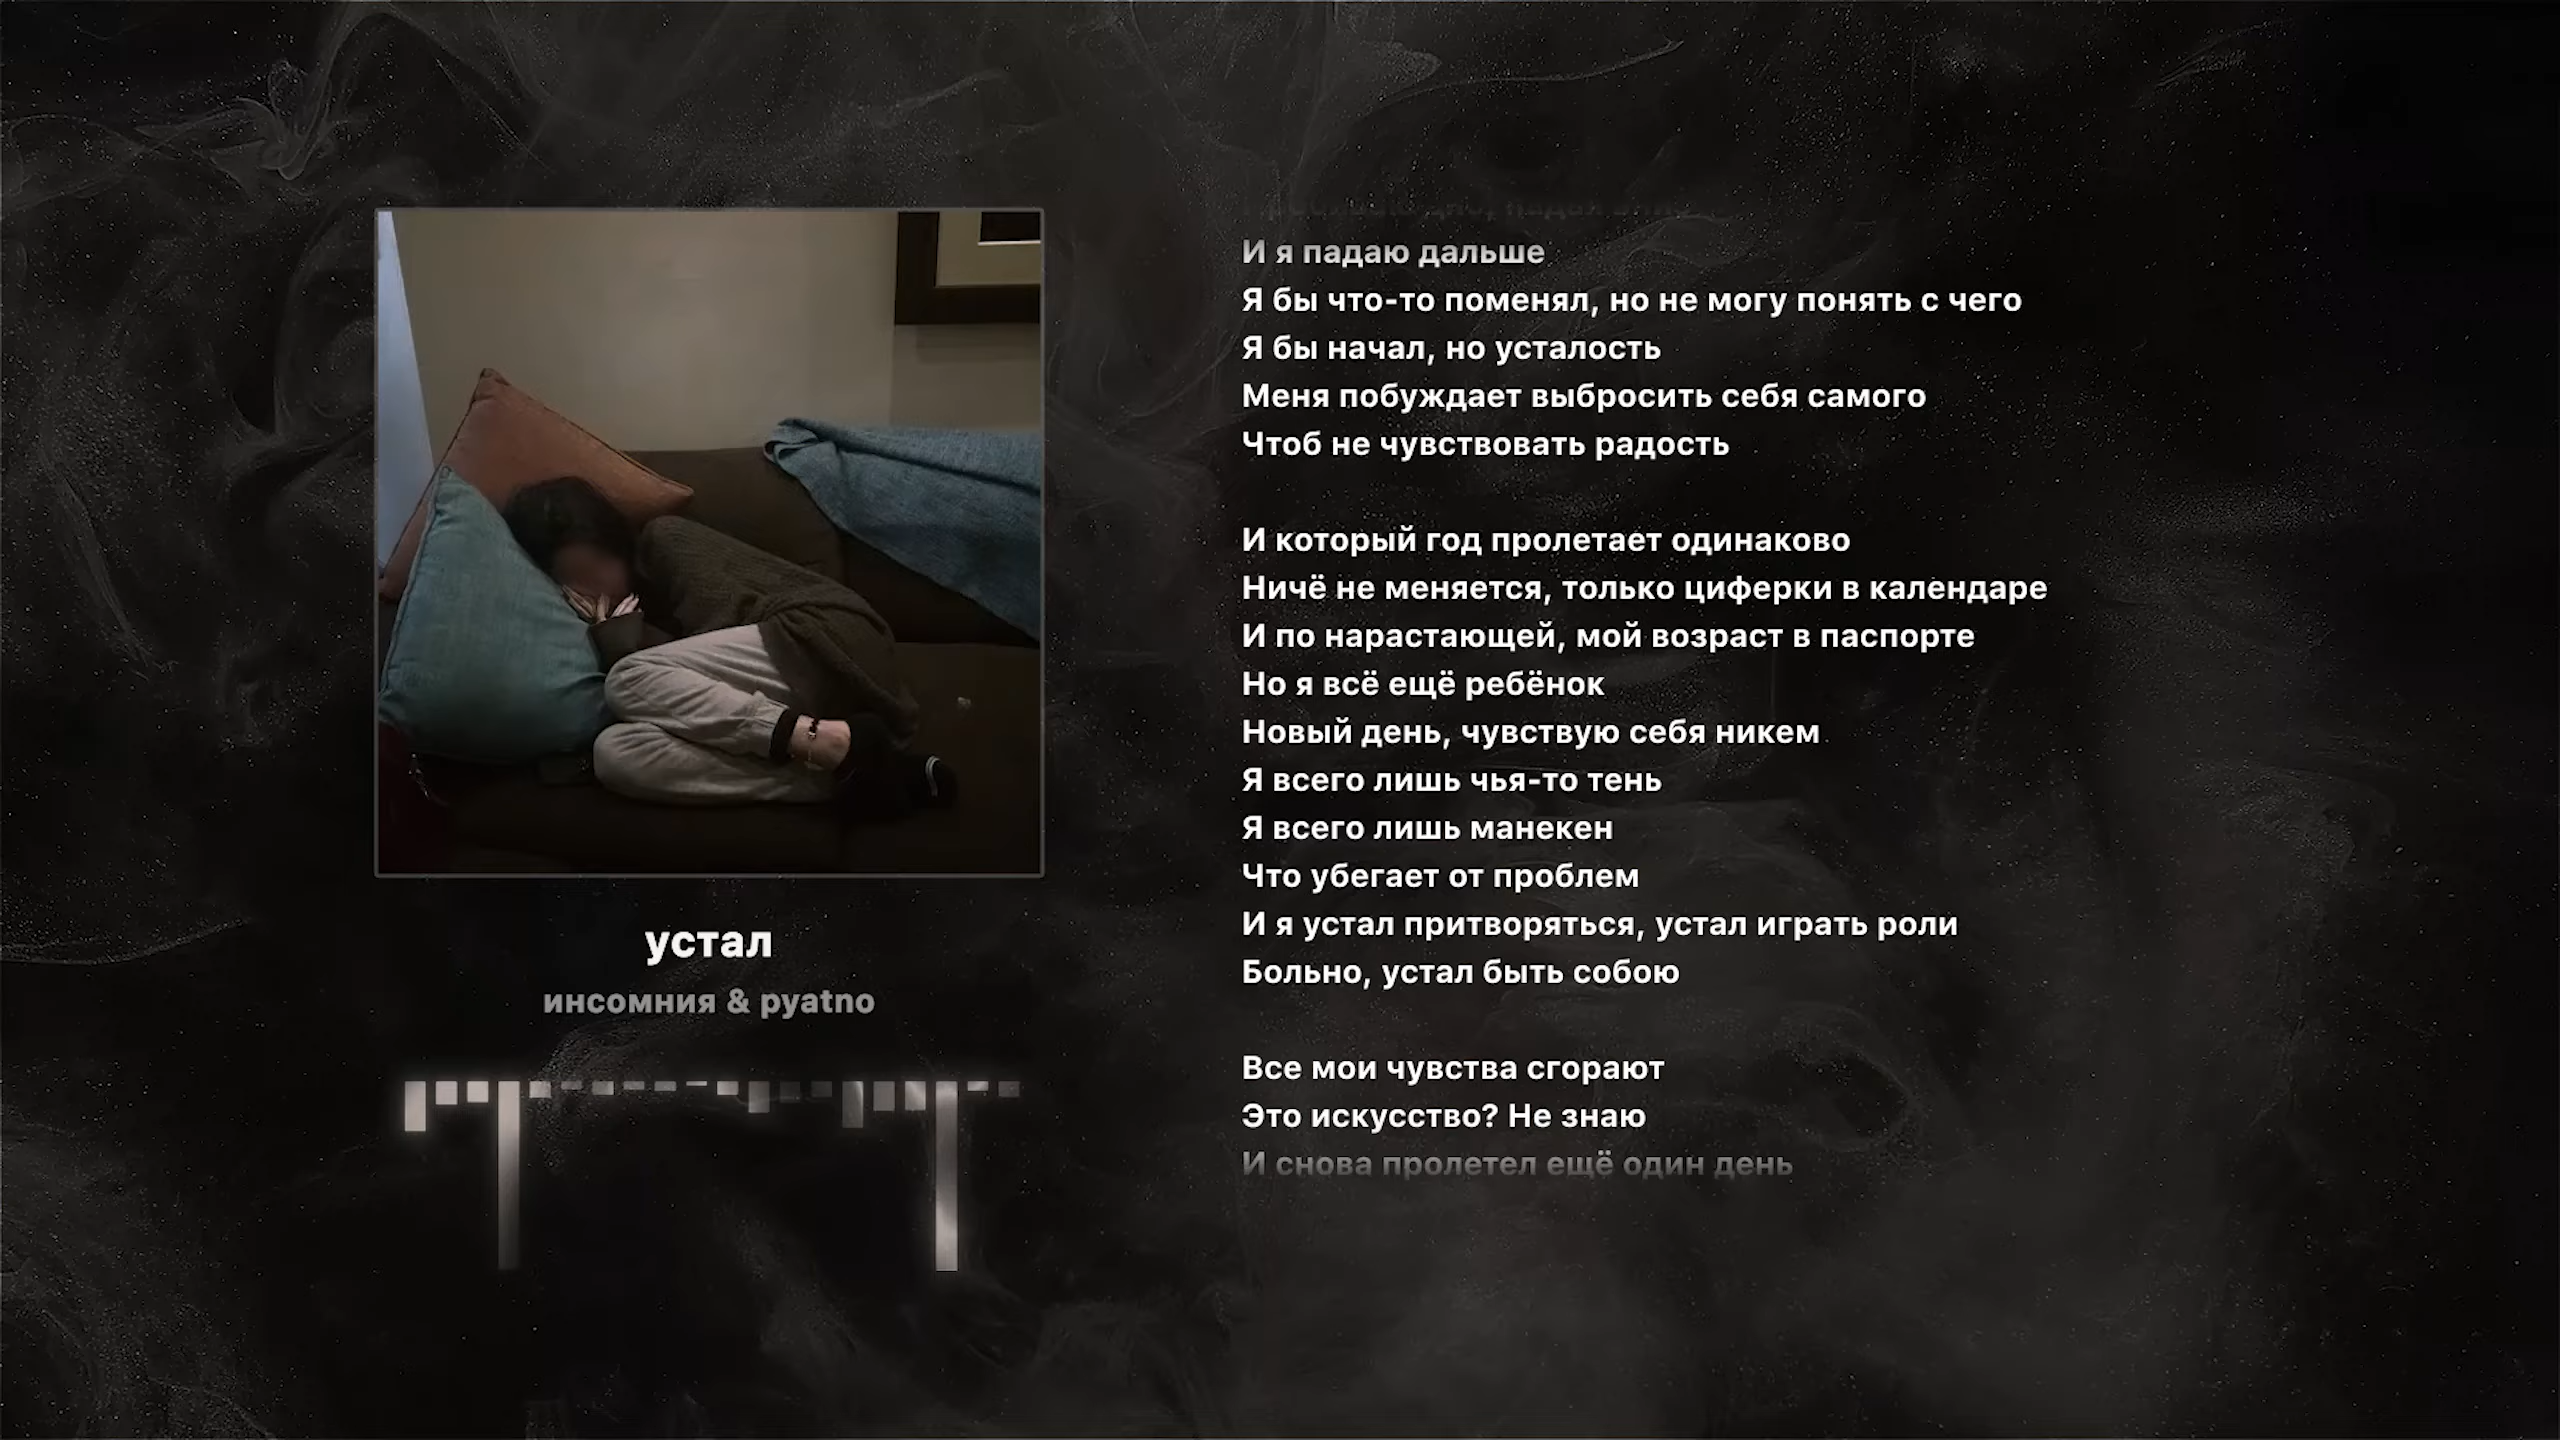 И я падаю дальше
Я бы что-то поменял, но не могу понять с чего
Я бы начал, но усталость
Меня побуждает выбросить себя самого
Чтоб не чувствовать радость
И который год пролетает одинаково
Ничё не меняется, только циферки в календаре
И по нарастающей, мой возраст в паспорте
Но я всё ещё ребёнок
Новый день, чувствую себя никем
Я всего лишь чья-то тень
Я всего лишь манекен
Что убегает от проблем
И я устал притворяться, устал играть роли
Больно, устал быть собою
Все мои чувства сгорают
Это искусство? Не знаю
И снова пролетел ещё один день
устал
инсомния & pyatno